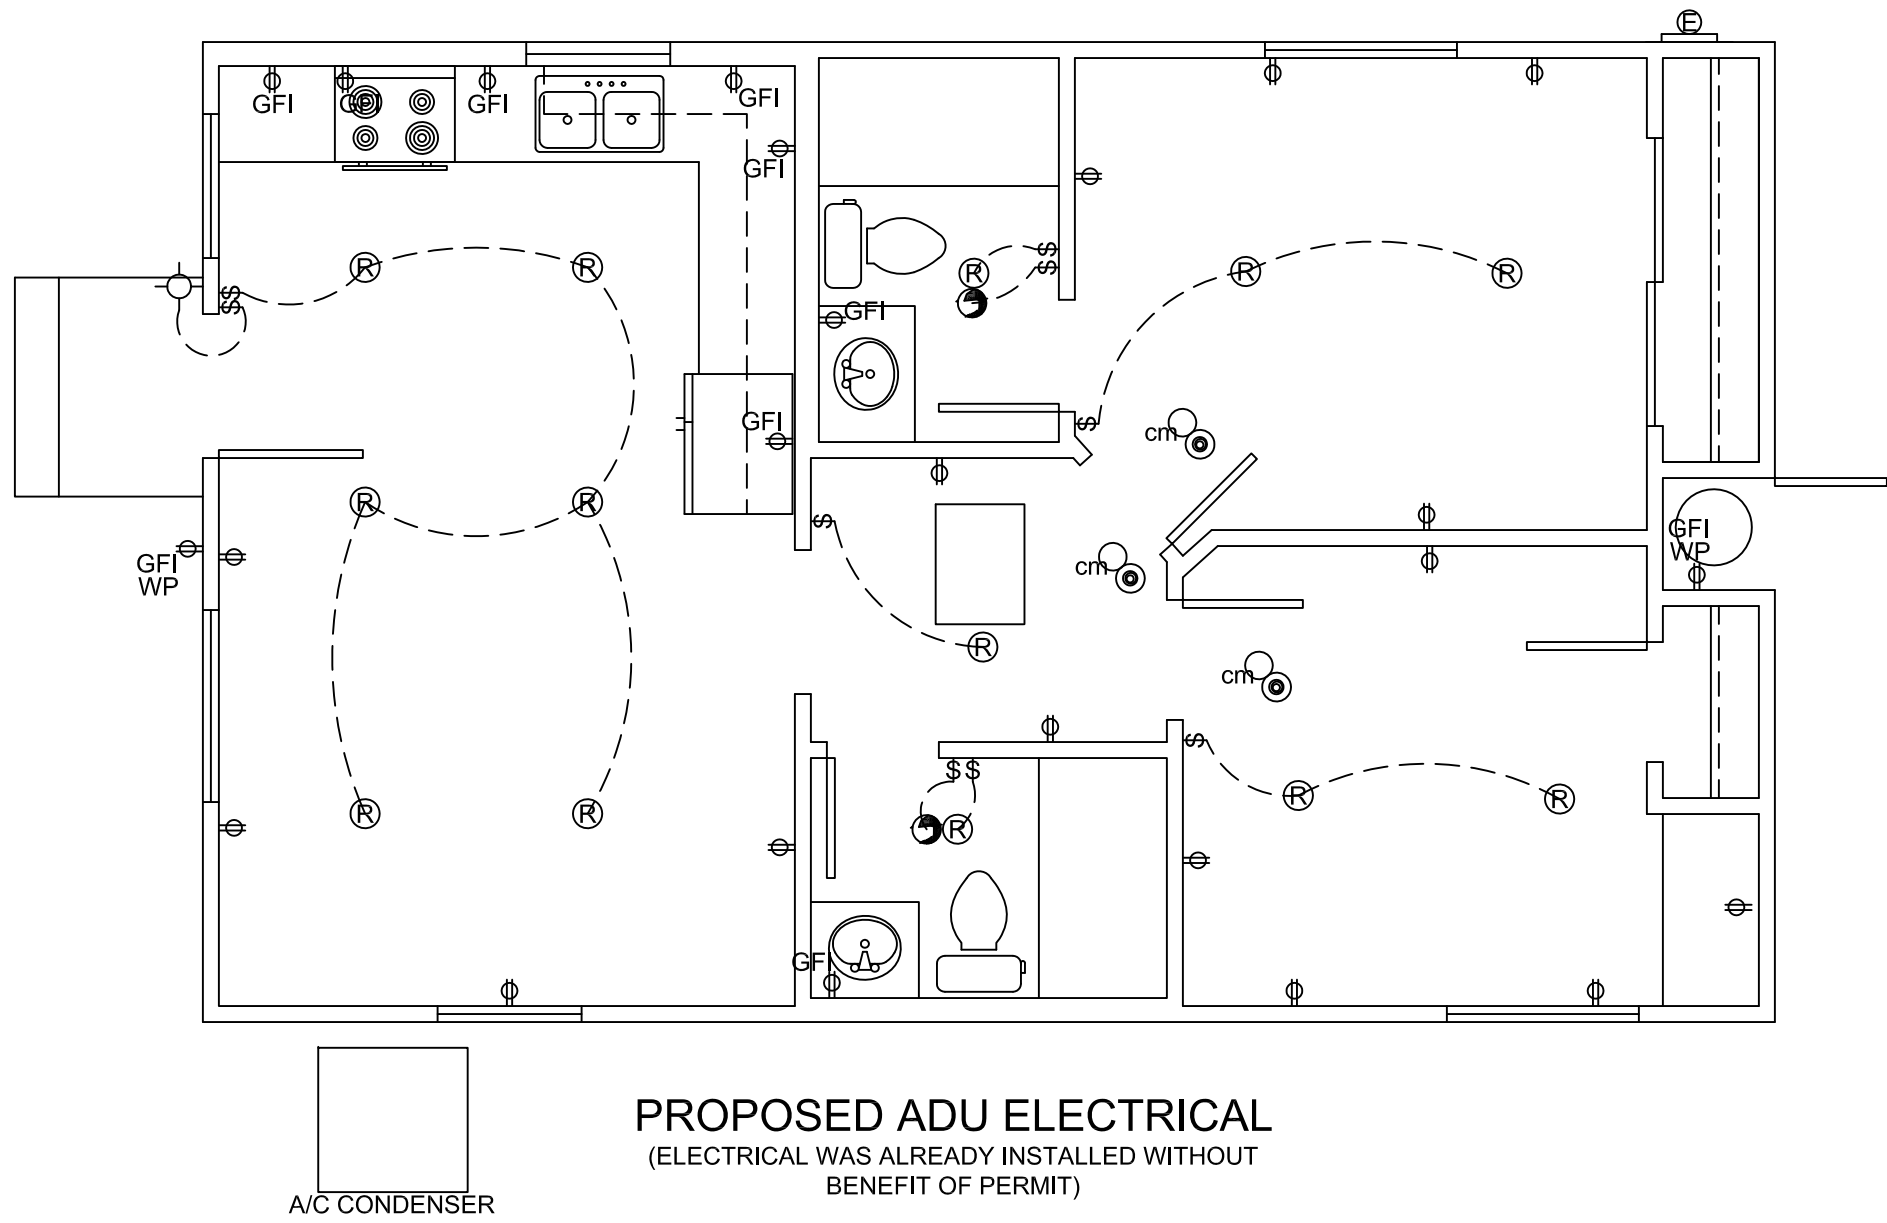 E
GFI
GFI
GFI
GFI
GFI
R
R
$
$
$
$
R
R
R
GFI
GFI
$
cm
R
R
$
GFI
WP
GFI
WP
cm
R
cm
$
$ $
R
R
R
R
R
GFI
PROPOSED ADU ELECTRICAL
(ELECTRICAL WAS ALREADY INSTALLED WITHOUT
BENEFIT OF PERMIT)
A/C CONDENSER